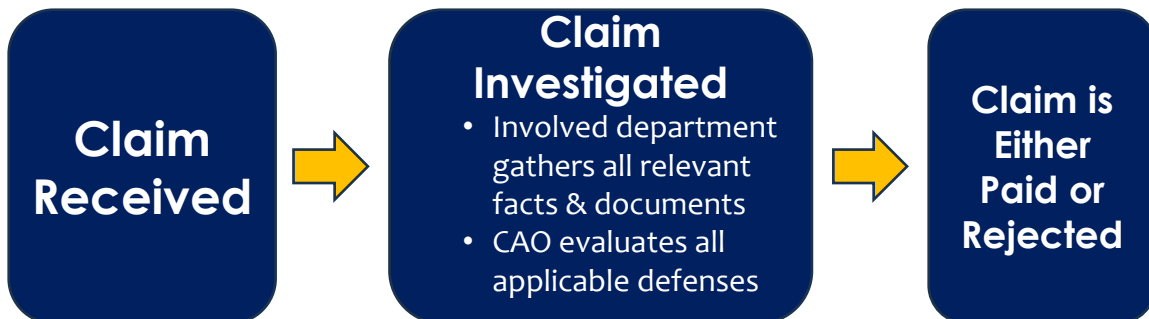 Claim
Received
Claim
Investigated
• Involved department
gathers all relevant
facts & documents
• CAO evaluates all
applicable defenses
Claim is
Either
Paid or
Rejected